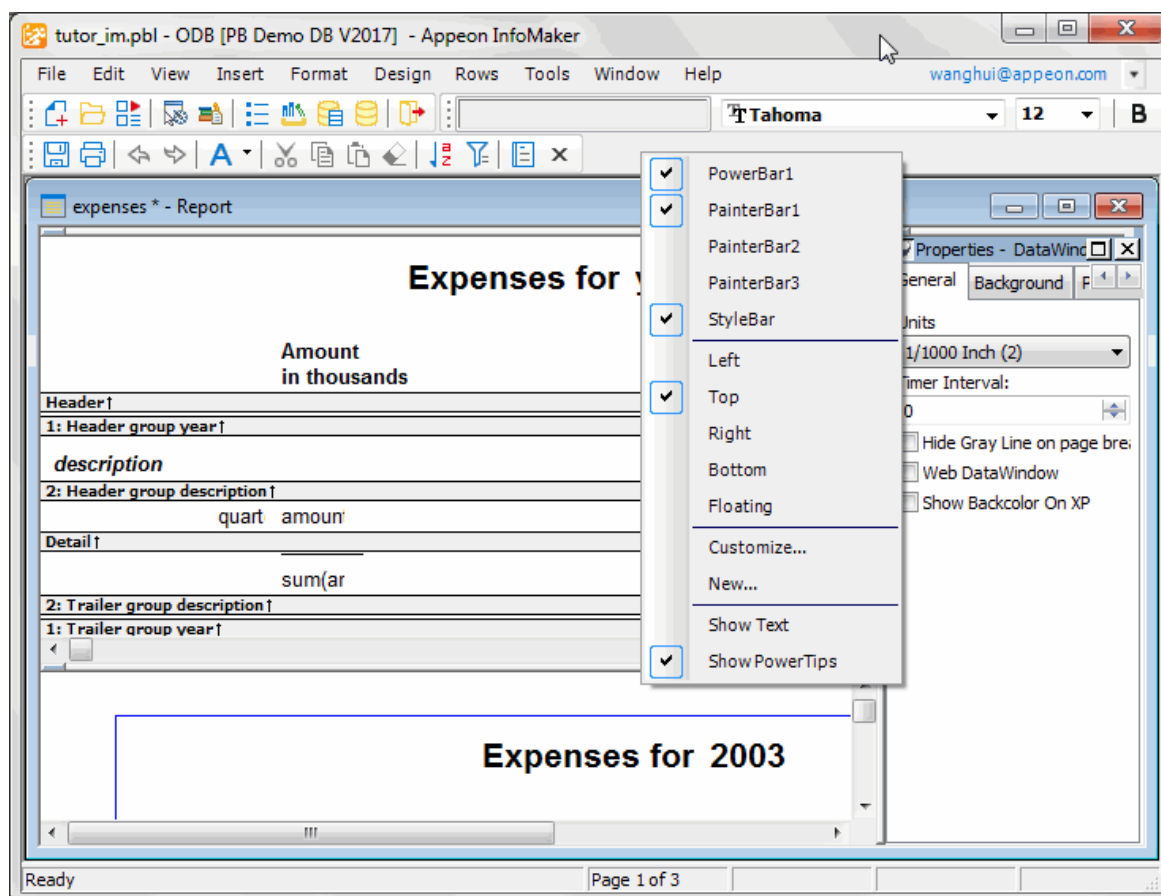 tutor_im.pbl - ODB [PB Demo DB V2017] - Appeon InfoMaker
File Edit View Insert Format Design Rows Tools Window Help wanghui@appeon.com
Tahoma 12 B
A
expenses * - Report
Expenses for
Amount
in thousands
Header↑
1: Header group year↑
description
2: Header group description↑
quart amoun
Detail↑
sum(ar
2: Trailer group description↑
1: Trailer group year↑
PowerBar1
PainterBar1
PainterBar2
PainterBar3
StyleBar
Left
Top
Right
Bottom
Floating
Customize...
New...
Show Text
Show PowerTips
Properties - DataWind
General Background
Units
1/1000 Inch (2)
Timer Interval:
0
Hide Gray Line on page brea
Web DataWindow
Show Backcolor On XP
Expenses for 2003
Ready Page 1 of 3